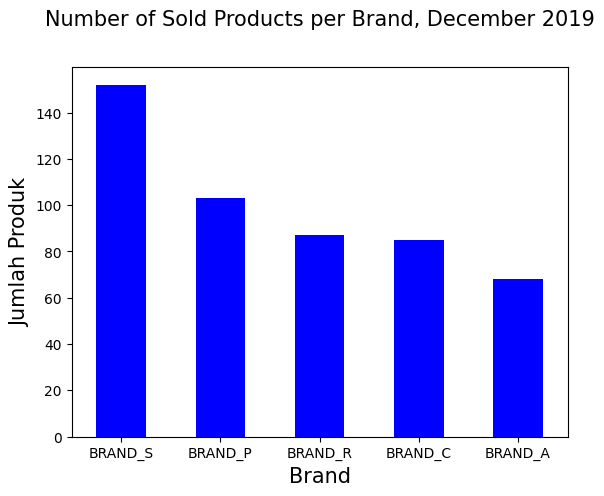 Number of Sold Products per Brand, December 2019
Jumlah Produk
140
120
100
80
60
40
20
0
BRAND_S BRAND_P BRAND_R BRAND_C BRAND_A
Brand